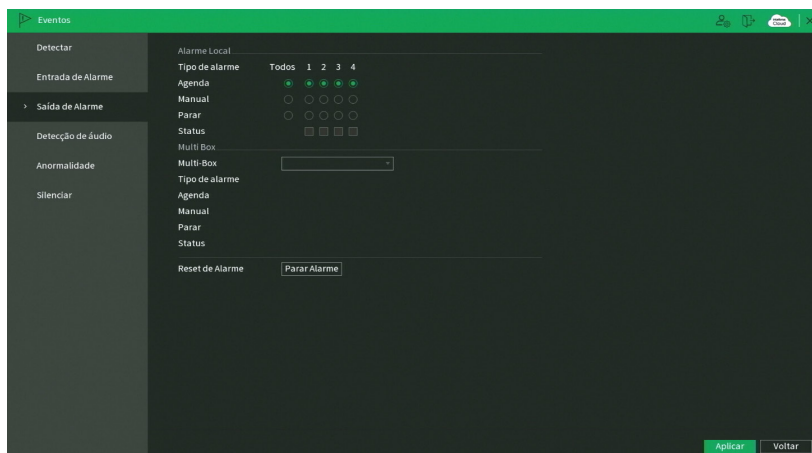 Eventos
intelbras Cloud
Detectar
Entrada de Alarme
Saída de Alarme
Detecção de áudio
Anormalidade
Silenciar
Alarme Local
Tipo de alarme Todos 1 2 3 4
Agenda
Manual
Parar
Status
Multi Box
Multi-Box
Tipo de alarme
Agenda
Manual
Parar
Status
Reset de Alarme Parar Alarme
Aplicar Voltar